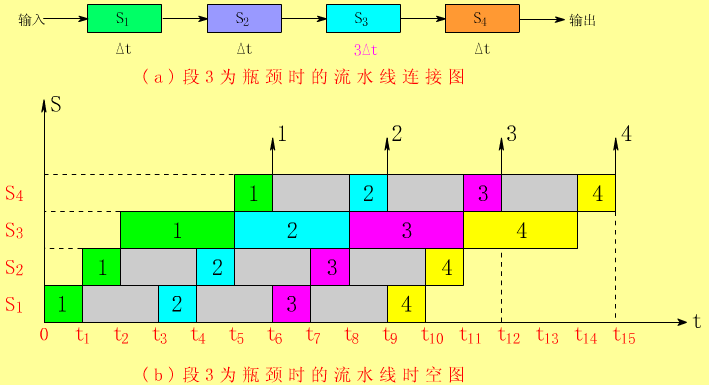 输入 S1 S2 S3 S4 输出
Δt Δt 3Δt Δt
(a)段3为瓶颈时的流水线连接图
S
1 2 3 4
S4 1 2 3 4
S3 1 2 3 4
S2 1 2 3 4
S1 1 2 3 4 t
0 t1 t2 t3 t4 t5 t6 t7 t8 t9 t10 t11 t12 t13 t14 t15
(b)段3为瓶颈时的流水线时空图